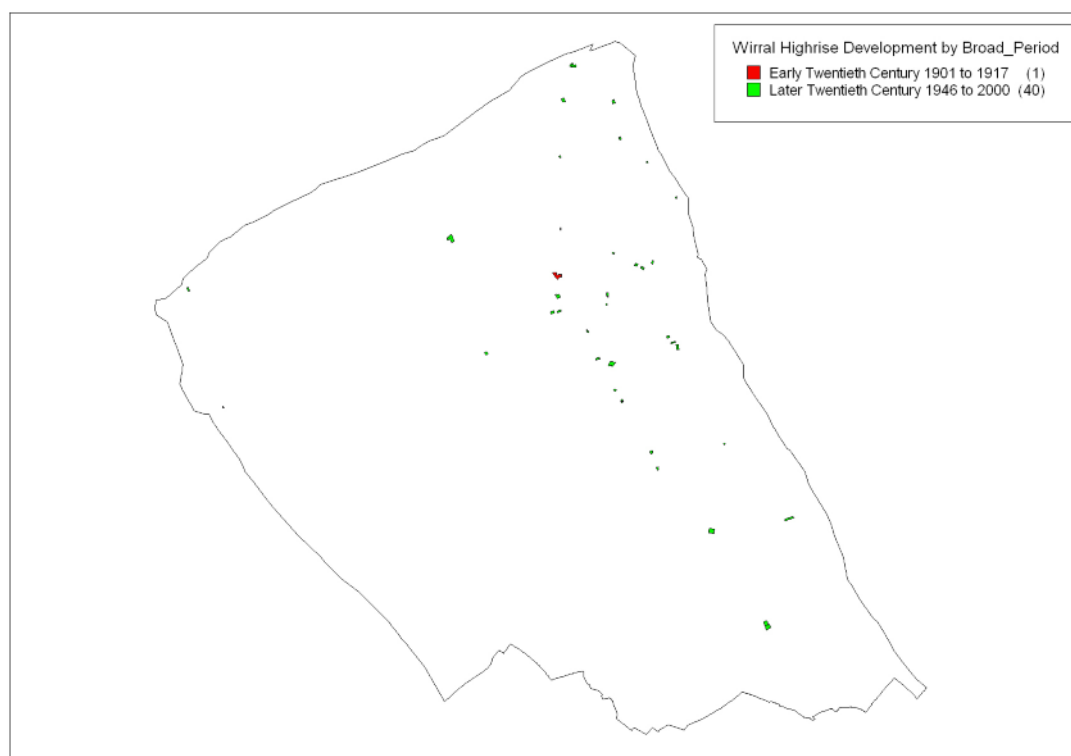 Wirral Highrise Development by Broad_Period
Early Twentieth Century 1901 to 1917 (1)
Later Twentieth Century 1946 to 2000 (40)